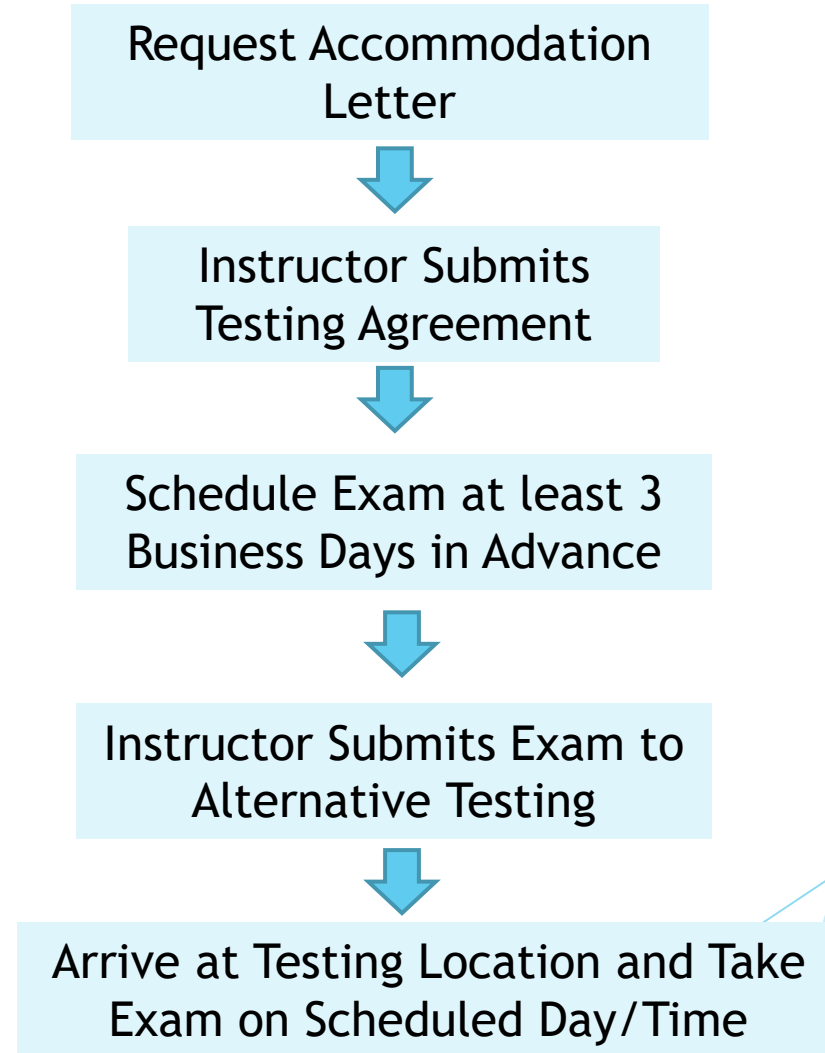 Request Accommodation
Letter
Instructor Submits
Testing Agreement
Schedule Exam at least 3
Business Days in Advance
Instructor Submits Exam to
Alternative Testing
Arrive at Testing Location and Take
Exam on Scheduled Day/Time